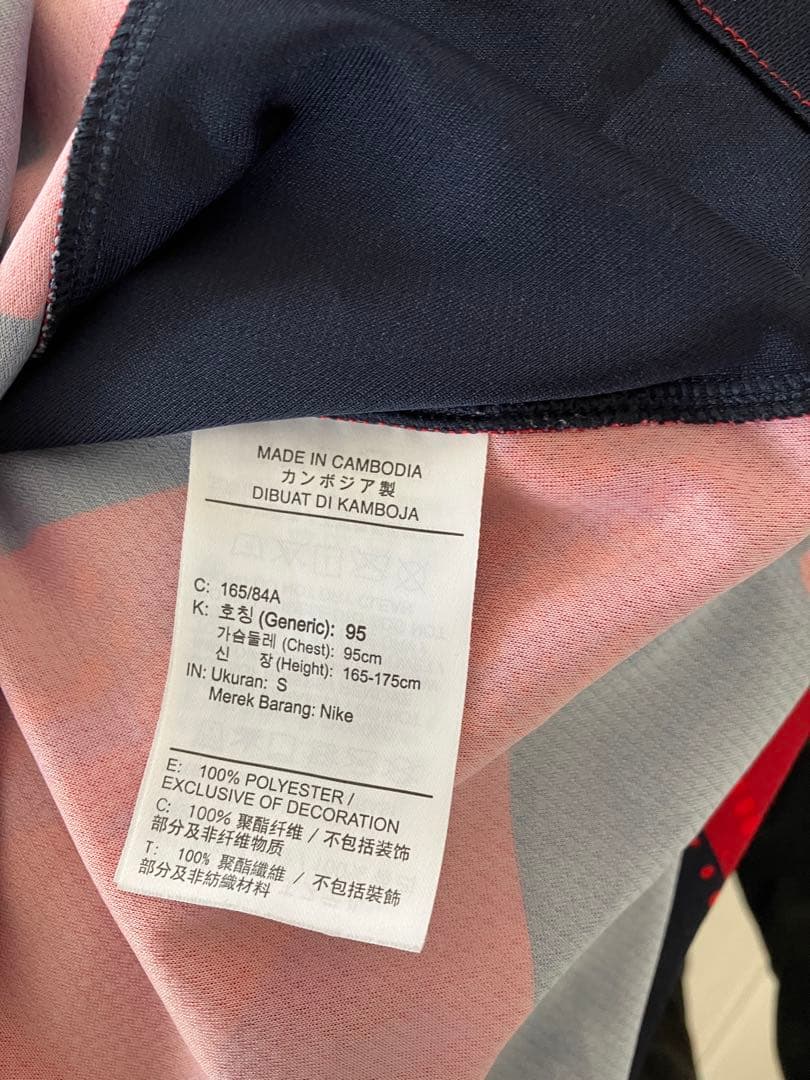 MADE IN CAMBODIA
カンボジア製
DIBUAT DI KAMBOJA
C: 165/84A
K: 호칭 (Generic): 95
가슴둘레 (Chest): 95cm
신 장 (Height): 165-175cm
IN: Ukuran: S
Merek Barang: Nike
E: 100% POLYESTER /
EXCLUSIVE OF DECORATION
C: 100% 聚酯纤维 / 不包括装饰
部分及非纤维物质
T: 100% 聚酯纖維 / 不包括裝飾
部分及非紡織材料